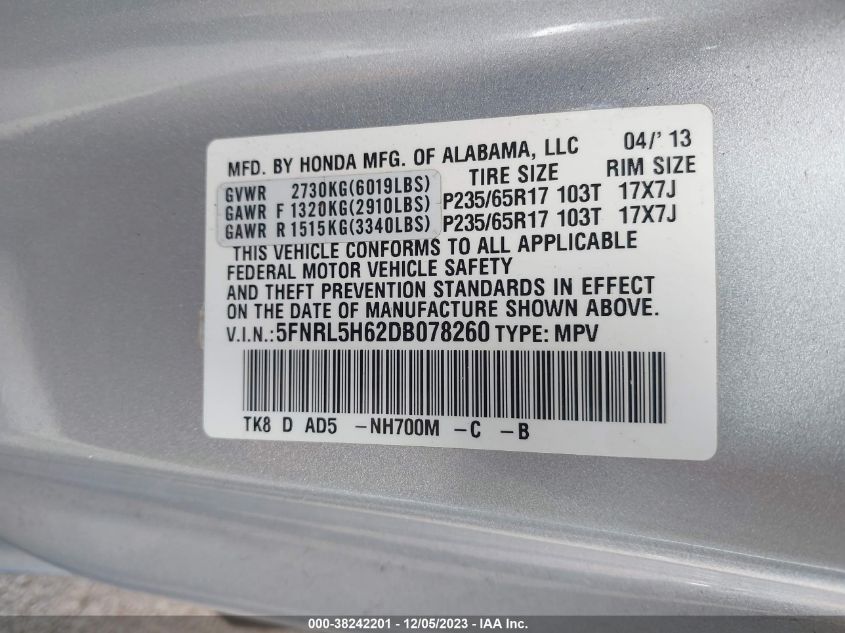 MFD. BY HONDA MFG. OF ALABAMA, LLC 04/'13
TIRE SIZE RIM SIZE
GVWR 2730KG(6019LBS)
GAWR F 1320KG(2910LBS) P235/65R17 103T 17X7J
GAWR R 1515KG(3340LBS) P235/65R17 103T 17X7J
THIS VEHICLE CONFORMS TO ALL APPLICABLE
FEDERAL MOTOR VEHICLE SAFETY
AND THEFT PREVENTION STANDARDS IN EFFECT
ON THE DATE OF MANUFACTURE SHOWN ABOVE.
V.I.N.:5FNRL5H62DB078260 TYPE: MPV
TK8 D AD5 -NH700M -C -B
000-38242201 - 12/05/2023 - IAA Inc.